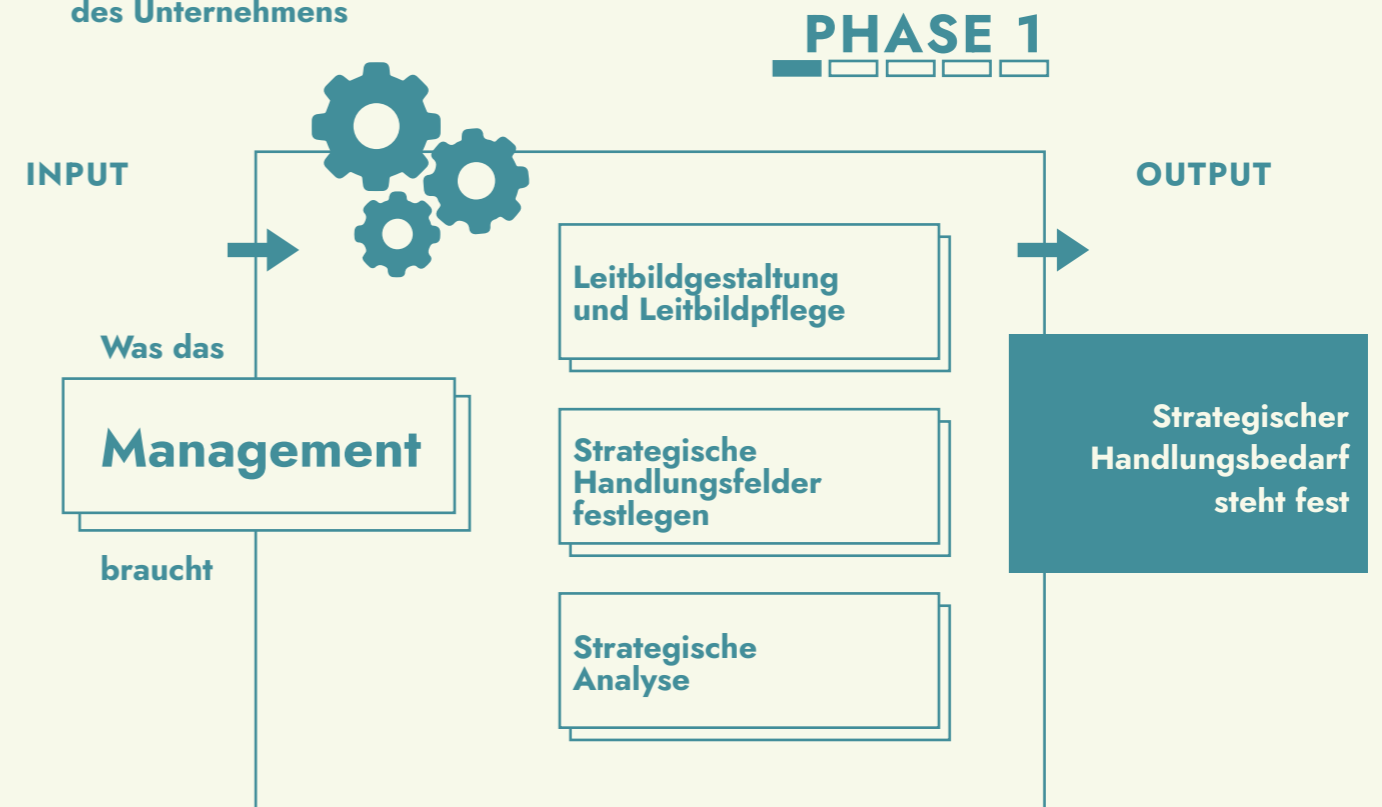 des Unternehmens
PHASE 1
INPUT
OUTPUT
Was das
Management
braucht
Leitbildgestaltung
und Leitbildpflege
Strategische
Handlungsfelder
festlegen
Strategische
Analyse
Strategischer
Handlungsbedarf
steht fest